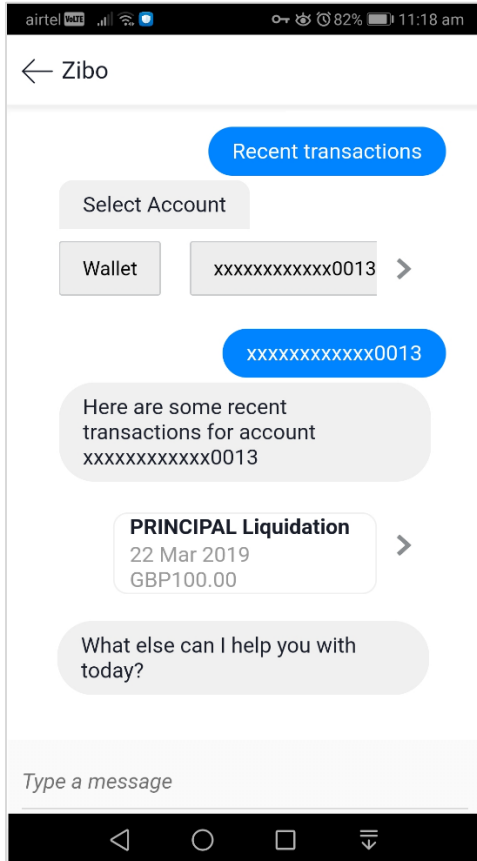 airtel VoLTE 82% 11:18 am
Zibo
Recent transactions
Select Account
Wallet xxxxxxxxxxxx0013
xxxxxxxxxxxx0013
Here are some recent
transactions for account
xxxxxxxxxxxx0013
PRINCIPAL Liquidation
22 Mar 2019
GBP100.00
What else can I help you with
today?
Type a message